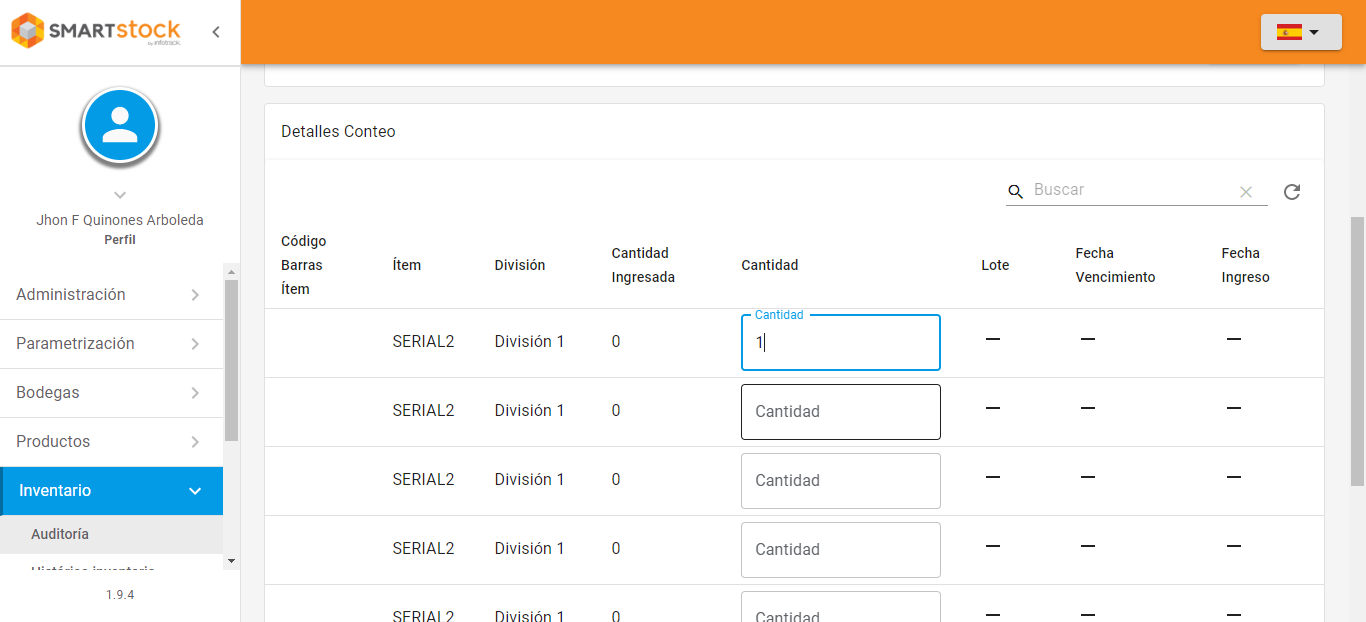 SMARTstock
by infotrack.
Jhon F Quinones Arboleda
Perfil
Administración
Parametrización
Bodegas
Productos
Inventario
Auditoría
Histórico inventario
1.9.4
Detalles Conteo
Buscar
Código Barras Ítem
Ítem
División
Cantidad Ingresada
Cantidad
Lote
Fecha Vencimiento
Fecha Ingreso
SERIAL2 División 1 0 Cantidad 1 — — —
SERIAL2 División 1 0 Cantidad — — —
SERIAL2 División 1 0 Cantidad — — —
SERIAL2 División 1 0 Cantidad — — —
SERIAL2 División 1 0 Cantidad — — —